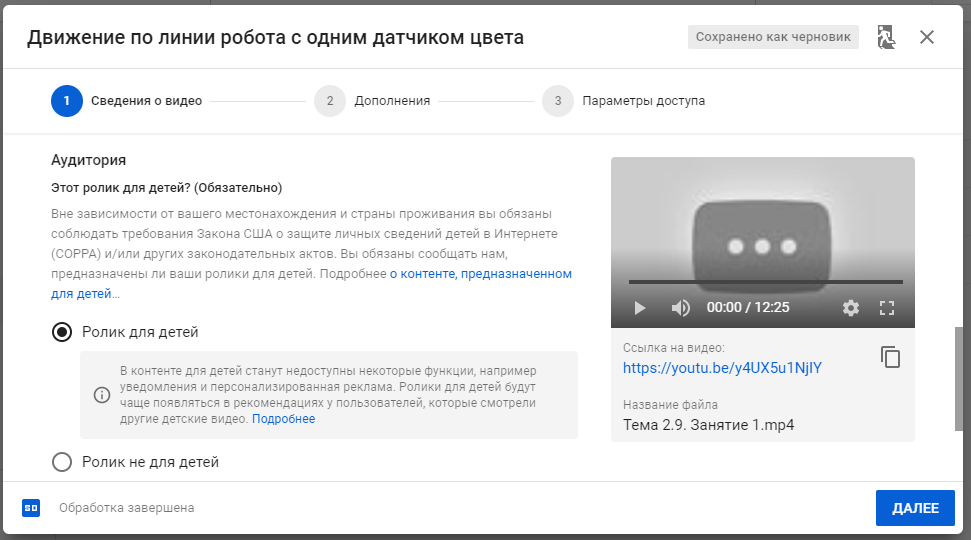 Движение по линии робота с одним датчиком цвета
Сохранено как черновик
1 Сведения о видео
2 Дополнения
3 Параметры доступа
Аудитория
Этот ролик для детей? (Обязательно)
Вне зависимости от вашего местонахождения и страны проживания вы обязаны
соблюдать требования Закона США о защите личных сведений детей в Интернете
(COPPA) и/или других законодательных актов. Вы обязаны сообщать нам,
предназначены ли ваши ролики для детей. Подробнее о контенте, предназначенном
для детей…
Ролик для детей
В контенте для детей станут недоступны некоторые функции, например
уведомления и персонализированная реклама. Ролики для детей будут
чаще появляться в рекомендациях у пользователей, которые смотрели
другие детские видео. Подробнее
Ролик не для детей
00:00 / 12:25
Ссылка на видео:
https://youtu.be/y4UX5u1NjIY
Название файла
Тема 2.9. Занятие 1.mp4
SD
Обработка завершена
ДАЛЕЕ